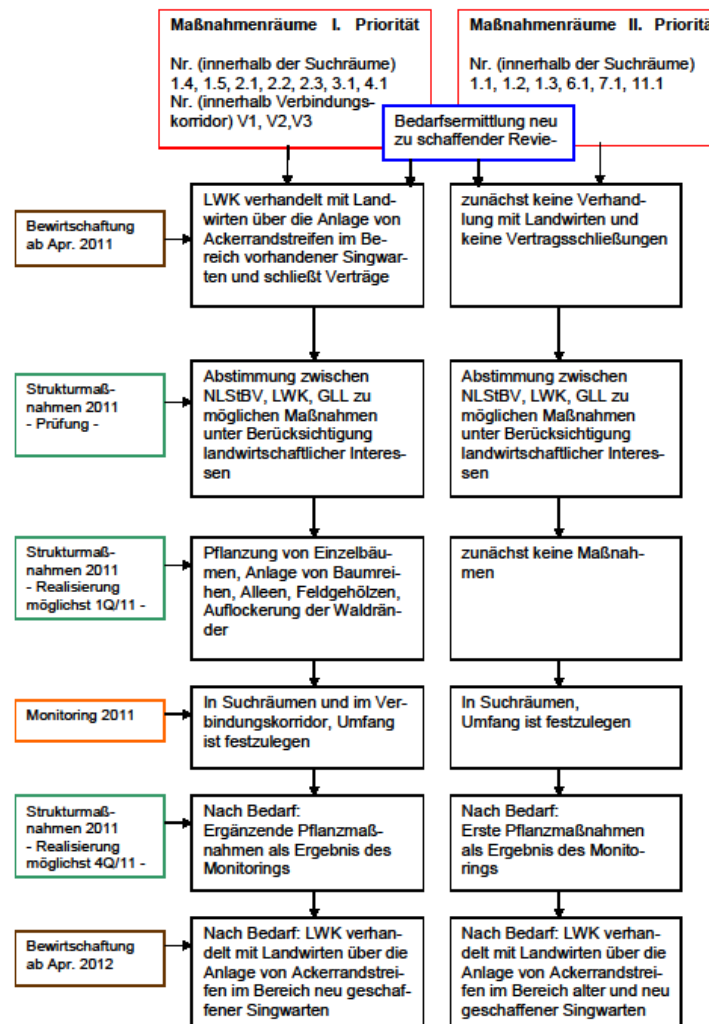 Maßnahmenräume I. Priorität
Nr. (innerhalb der Suchräume)
1.4, 1.5, 2.1, 2.2, 2.3, 3.1, 4.1
Nr. (innerhalb Verbindungs-
korridor) V1, V2,V3
Maßnahmenräume II. Priorität
Nr. (innerhalb der Suchräume)
1.1, 1.2, 1.3, 6.1, 7.1, 11.1
Bedarfsermittlung neu
zu schaffender Revie-
Bewirtschaftung
ab Apr. 2011
LWK verhandelt mit Land-
wirten über die Anlage von
Ackerrandstreifen im Be-
reich vorhandener Singwar-
ten und schließt Verträge
zunächst keine Verhand-
lung mit Landwirten und
keine Vertragsschließungen
Strukturmaß-
nahmen 2011
- Prüfung -
Abstimmung zwischen
NLStBV, LWK, GLL zu
möglichen Maßnahmen
unter Berücksichtigung
landwirtschaftlicher Interes-
sen
Abstimmung zwischen
NLStBV, LWK, GLL zu
möglichen Maßnahmen
unter Berücksichtigung
landwirtschaftlicher Interes-
sen
Strukturmaß-
nahmen 2011
- Realisierung
möglichst 1Q/11 -
Pflanzung von Einzelbäu-
men, Anlage von Baumrei-
hen, Alleen, Feldgehölzen,
Auflockerung der Waldrän-
der
zunächst keine Maßnah-
men
Monitoring 2011
In Suchräumen und im Ver-
bindungskorridor, Umfang
ist festzulegen
In Suchräumen,
Umfang ist festzulegen
Strukturmaß-
nahmen 2011
- Realisierung
möglichst 4Q/11 -
Nach Bedarf:
Ergänzende Pflanzmaß-
nahmen als Ergebnis des
Monitorings
Nach Bedarf:
Erste Pflanzmaßnahmen
als Ergebnis des Monito-
rings
Bewirtschaftung
ab Apr. 2012
Nach Bedarf: LWK verhan-
delt mit Landwirten über die
Anlage von Ackerrandstrei-
fen im Bereich neu geschaf-
fener Singwarten
Nach Bedarf: LWK verhan-
delt mit Landwirten über die
Anlage von Ackerrandstrei-
fen im Bereich alter und neu
geschaffener Singwarten